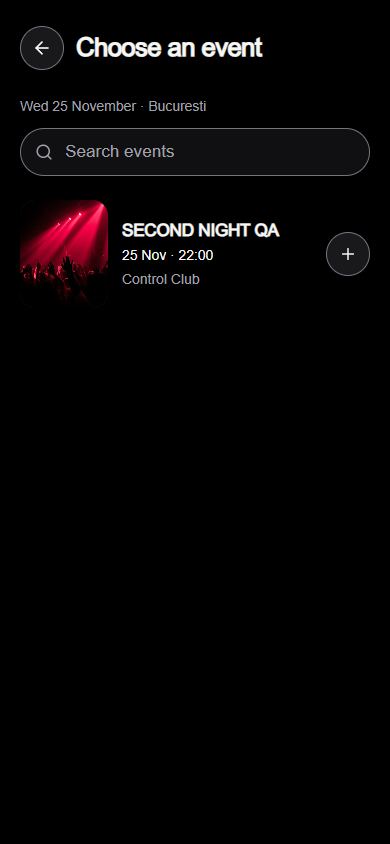 Choose an event
Wed 25 November · Bucuresti
Search events
SECOND NIGHT QA
25 Nov · 22:00
Control Club